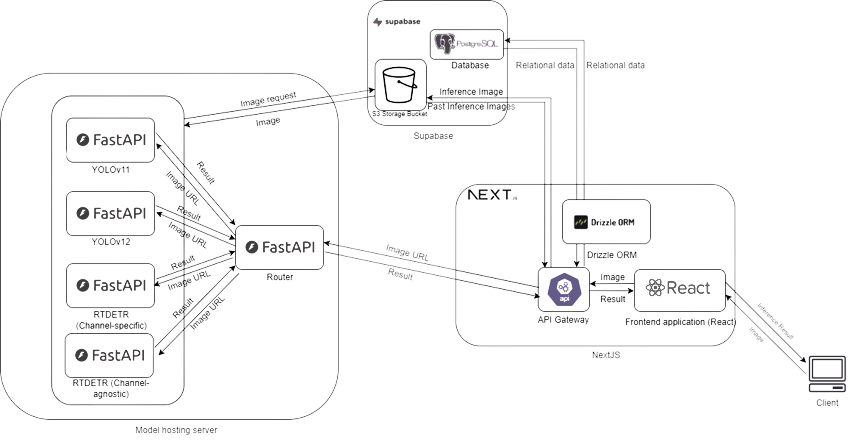 supabase
PostgreSQL
Database
Relational data
Relational data
S3 Storage Bucket
Inference Image
Past Inference Images
Supabase
Image request
Image
FastAPI
YOLOv11
Result
Image URL
FastAPI
YOLOv12
Result
Image URL
FastAPI
RTDETR
(Channel-specific)
Result
Image URL
FastAPI
RTDETR (Channel-
agnostic)
Result
Image URL
FastAPI
Router
Model hosting server
Image URL
Result
NEXT.JS
Drizzle ORM
Drizzle ORM
api
API Gateway
Image
Result
React
Frontend application (React)
NextJS
Inference Result
Image
Client